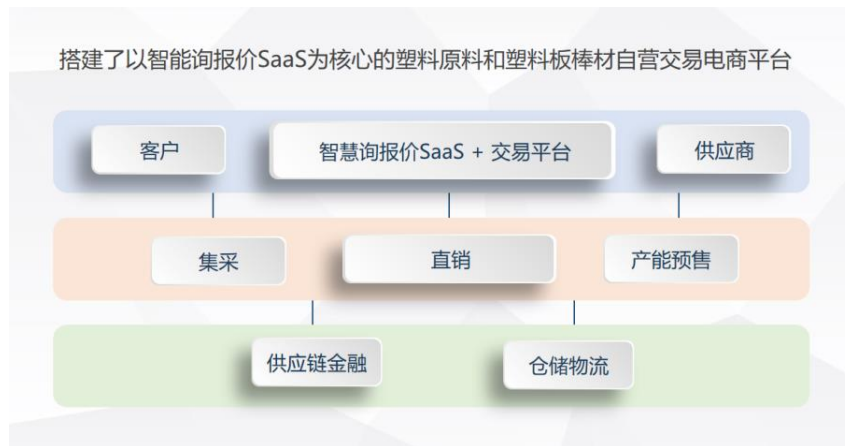 搭建了以智能询报价SaaS为核心的塑料原料和塑料板棒材自营交易电商平台
客户
智慧询报价SaaS + 交易平台
供应商
集采
直销
产能预售
供应链金融
仓储物流